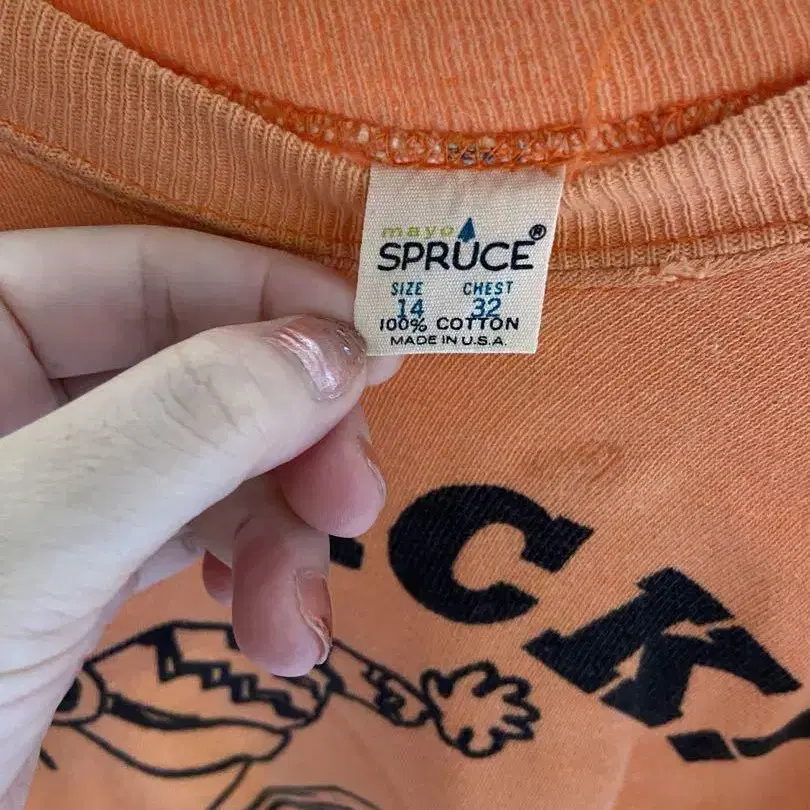 mayo
SPRUCE®
SIZE CHEST
14 32
100% COTTON
MADE IN U.S.A.
CK